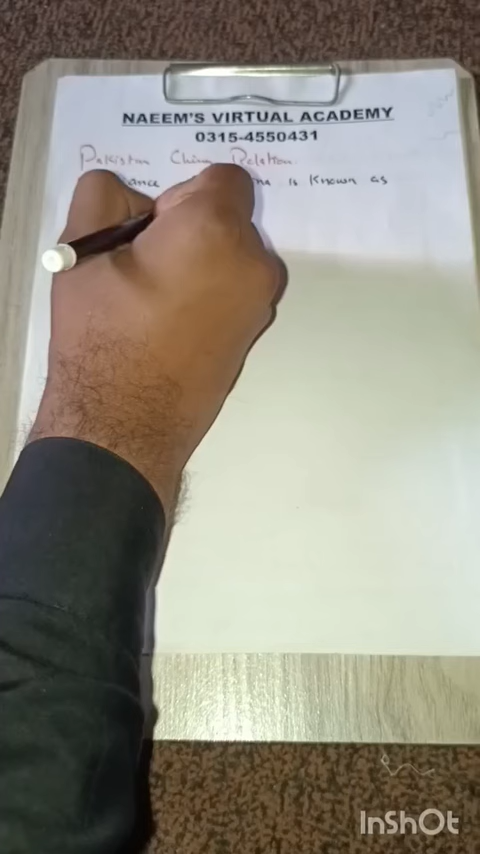 NAEEM'S VIRTUAL ACADEMY
0315-4550431
Pakistan China Relation
is Known as
InShOt